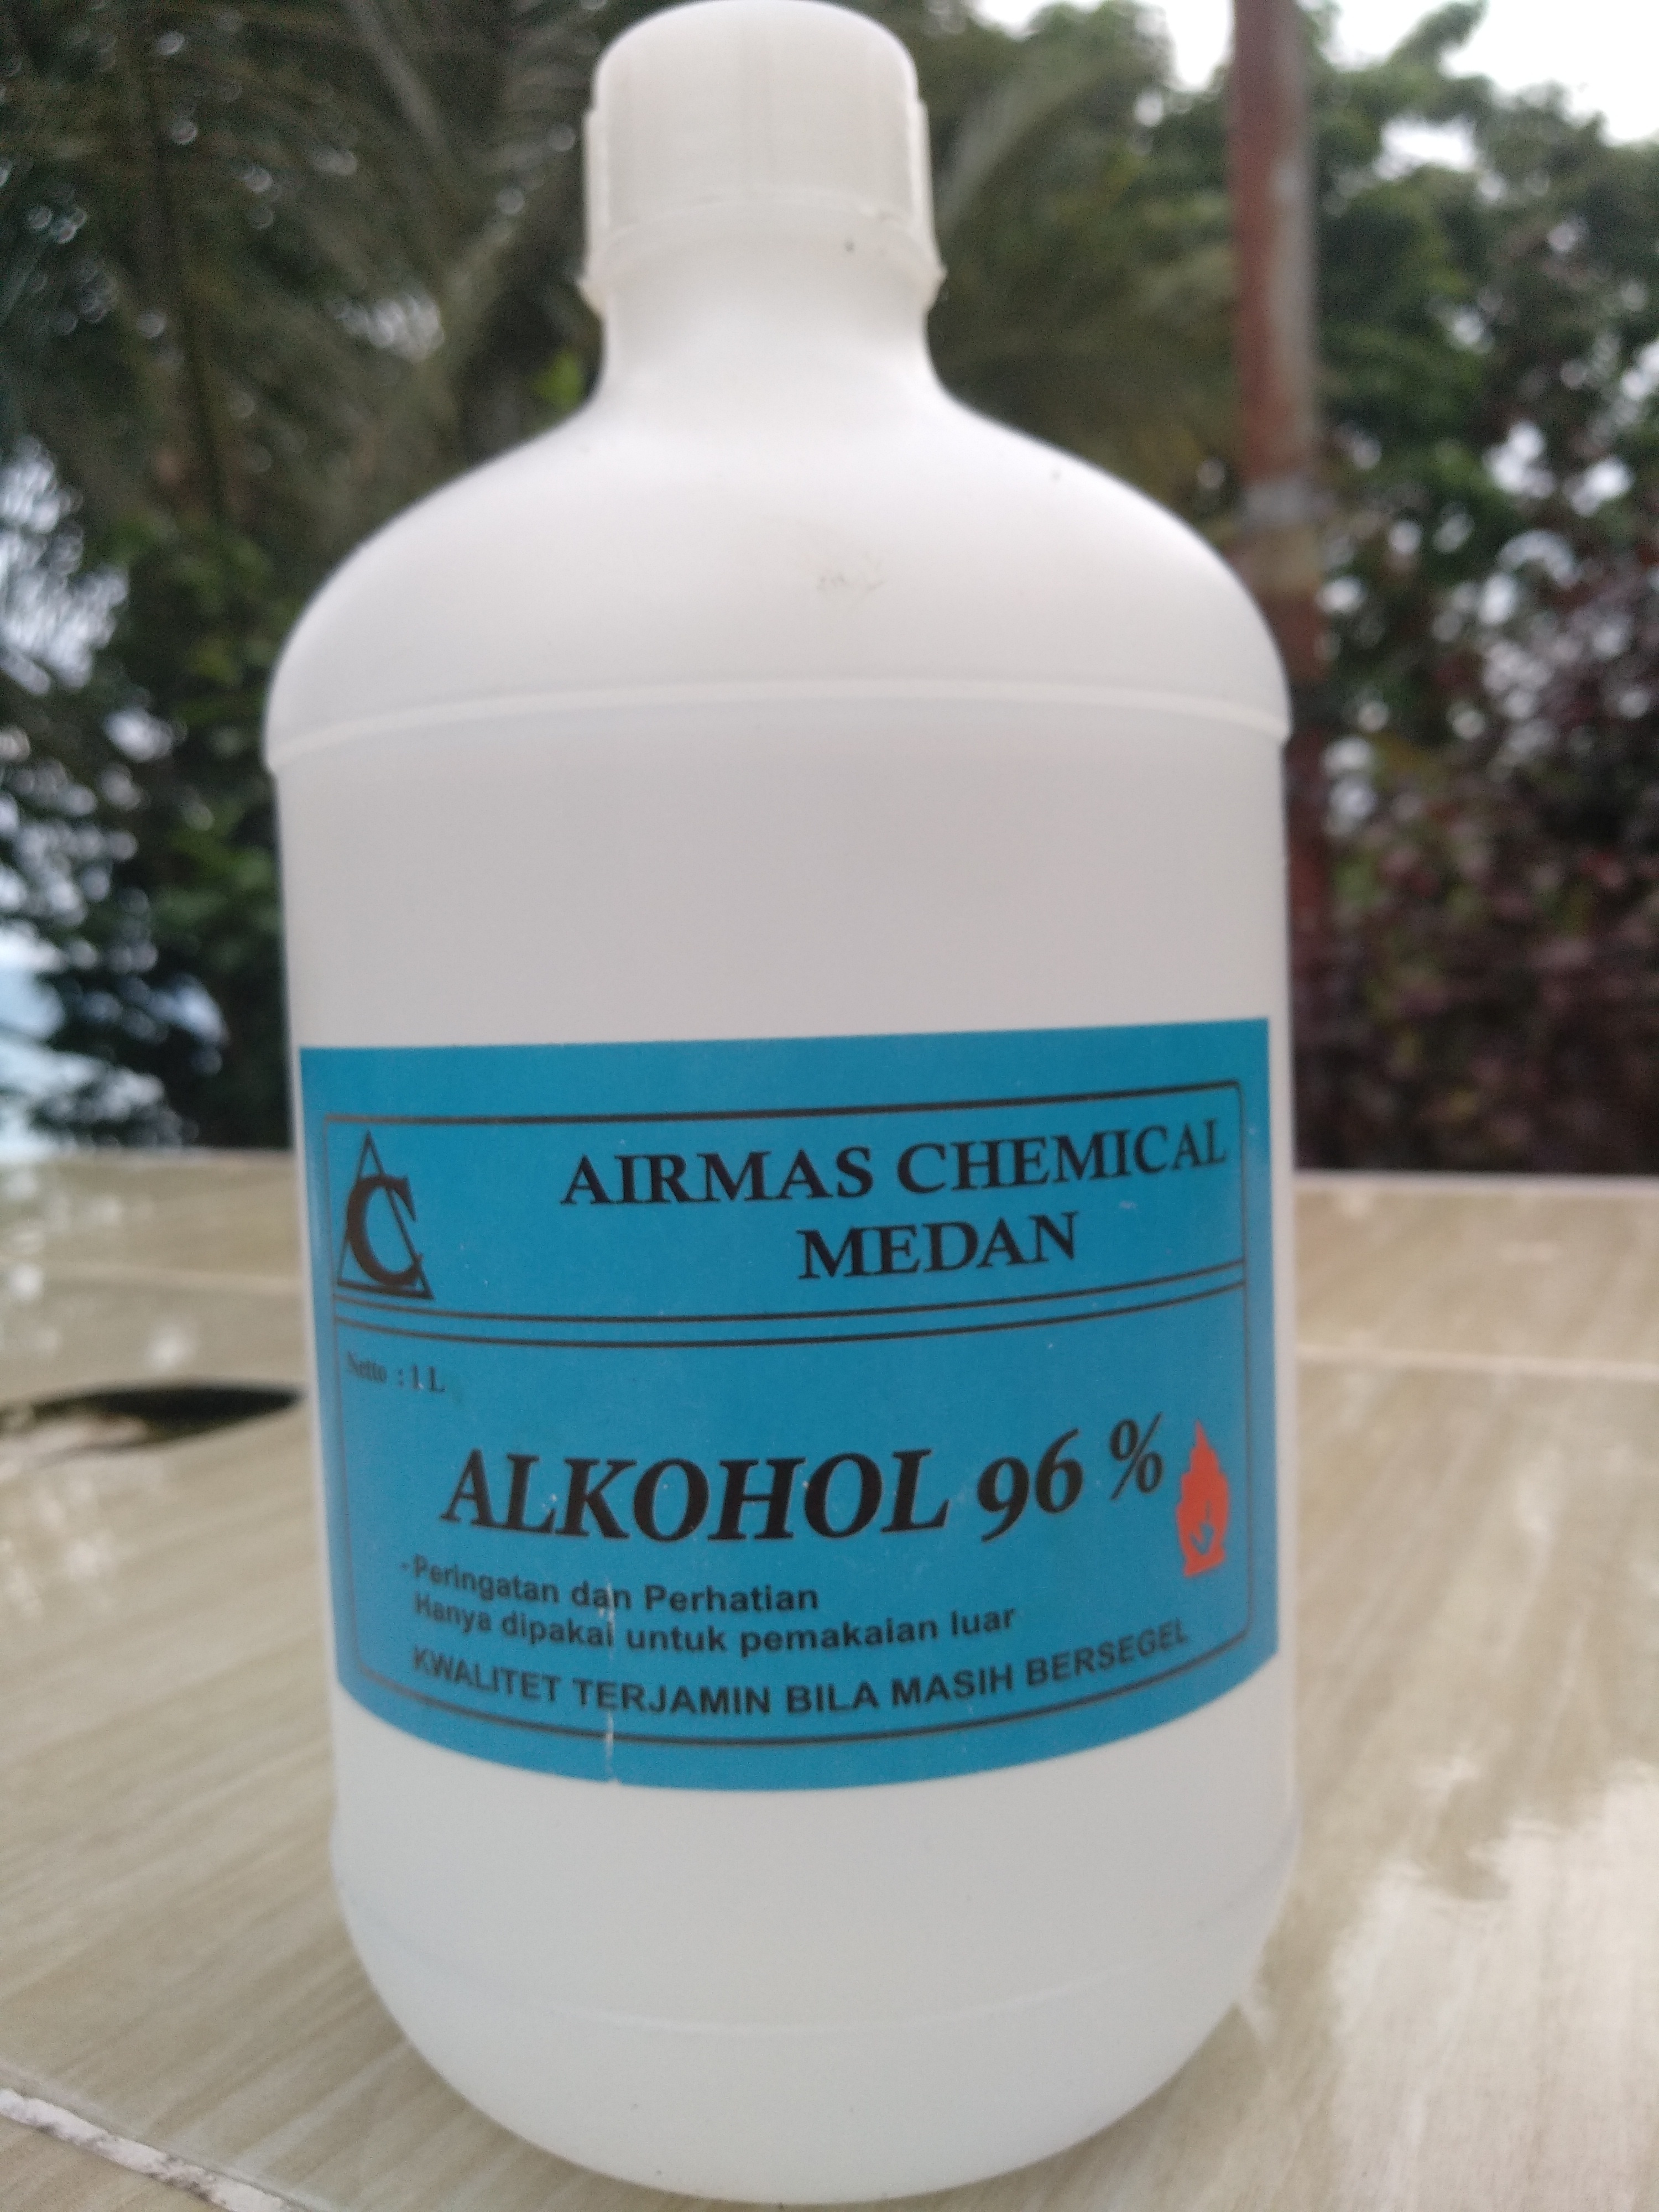 AC
AIRMAS CHEMICAL
MEDAN
Netto : 1 L
ALKOHOL 96 %
- Peringatan dan Perhatian
Hanya dipakai untuk pemakaian luar
KWALITET TERJAMIN BILA MASIH BERSEGEL